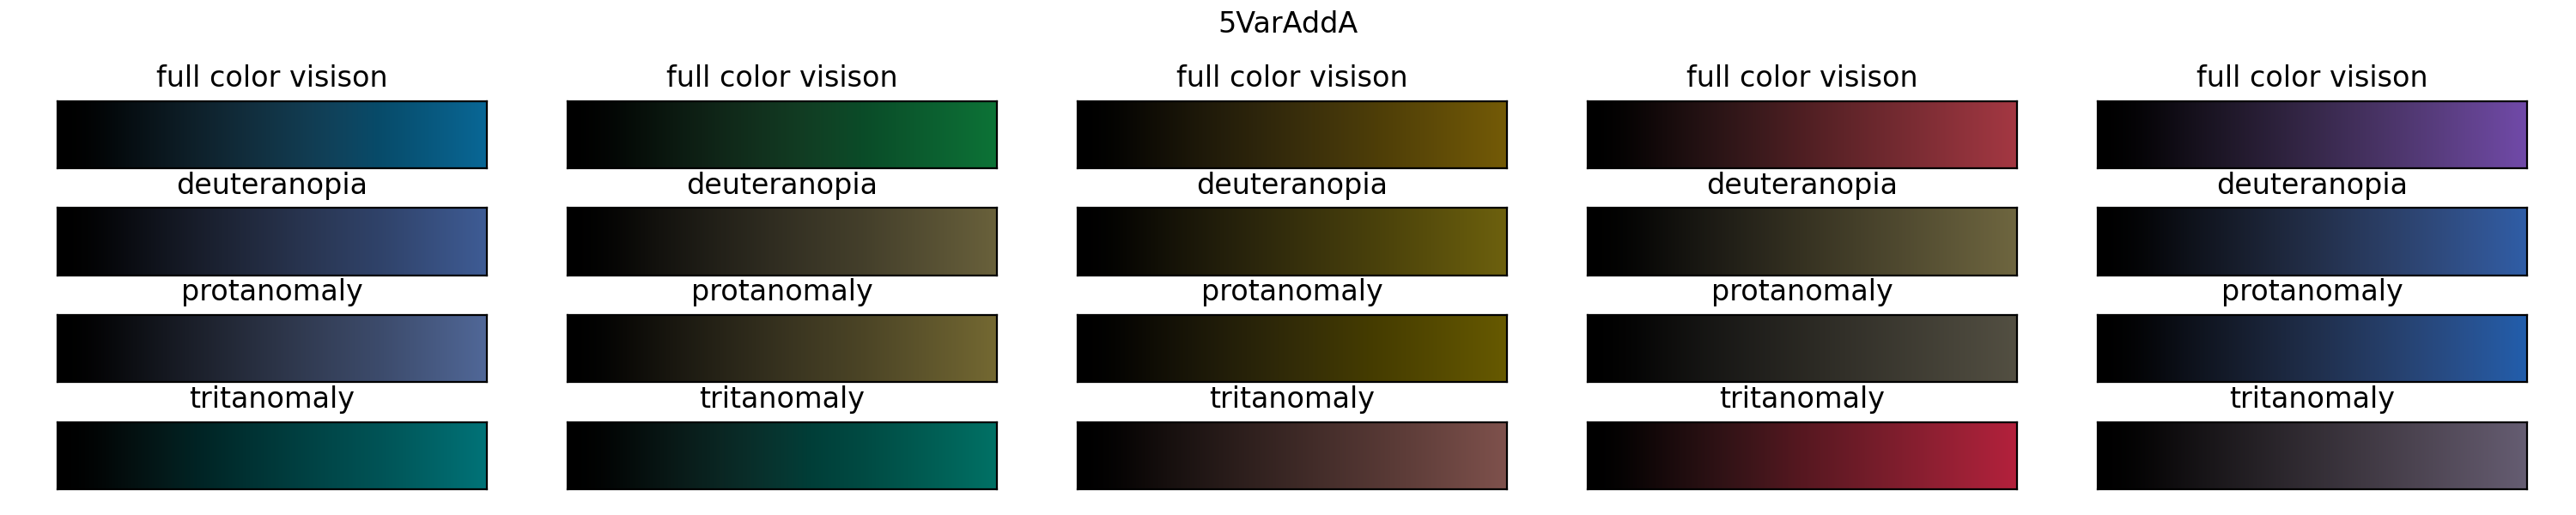 5VarAddA
full color visison full color visison full color visison full color visison full color visison
deuteranopia deuteranopia deuteranopia deuteranopia deuteranopia
protanomaly protanomaly protanomaly protanomaly protanomaly
tritanomaly tritanomaly tritanomaly tritanomaly tritanomaly